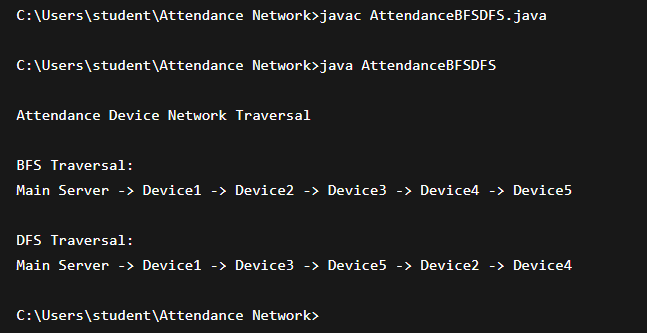 C:\Users\student\Attendance Network>javac AttendanceBFSDFS.java
C:\Users\student\Attendance Network>java AttendanceBFSDFS
Attendance Device Network Traversal
BFS Traversal:
Main Server -> Device1 -> Device2 -> Device3 -> Device4 -> Device5
DFS Traversal:
Main Server -> Device1 -> Device3 -> Device5 -> Device2 -> Device4
C:\Users\student\Attendance Network>